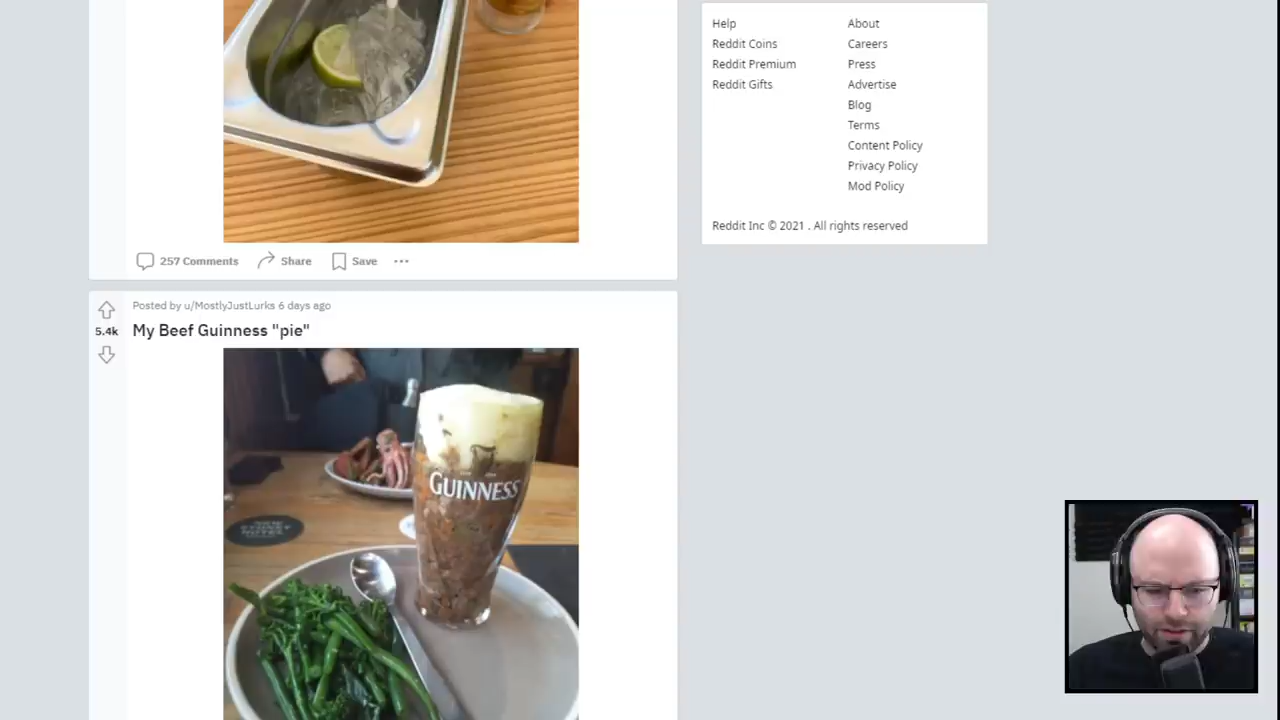 Help
About
Reddit Coins
Careers
Reddit Premium
Press
Reddit Gifts
Advertise
Blog
Terms
Content Policy
Privacy Policy
Mod Policy
Reddit Inc © 2021 . All rights reserved
257 Comments
Share
Save
Posted by u/MostlyJustLurks 6 days ago
5.4k
My Beef Guinness "pie"
GUINNESS